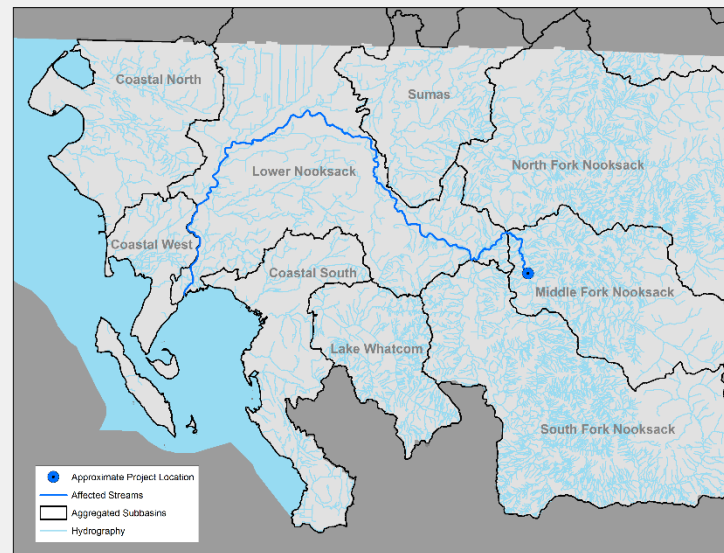 Coastal North
Sumas
North Fork Nooksack
Lower Nooksack
Coastal West
Coastal South
Middle Fork Nooksack
Lake Whatcom
South Fork Nooksack
Approximate Project Location
Affected Streams
Aggregated Subbasins
Hydrography